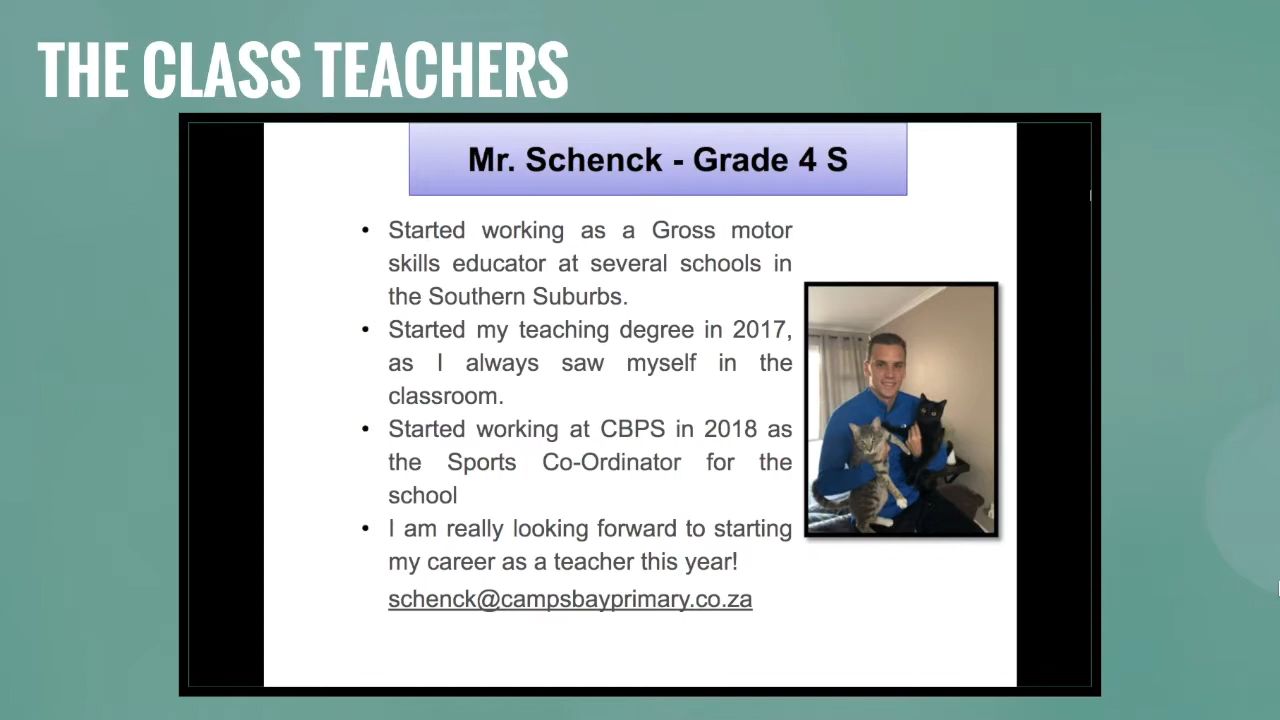 THE CLASS TEACHERS
Mr. Schenck - Grade 4 S
• Started working as a Gross motor
skills educator at several schools in
the Southern Suburbs.
• Started my teaching degree in 2017,
as I always saw myself in the
classroom.
• Started working at CBPS in 2018 as
the Sports Co-Ordinator for the
school
• I am really looking forward to starting
my career as a teacher this year!
schenck@campsbayprimary.co.za